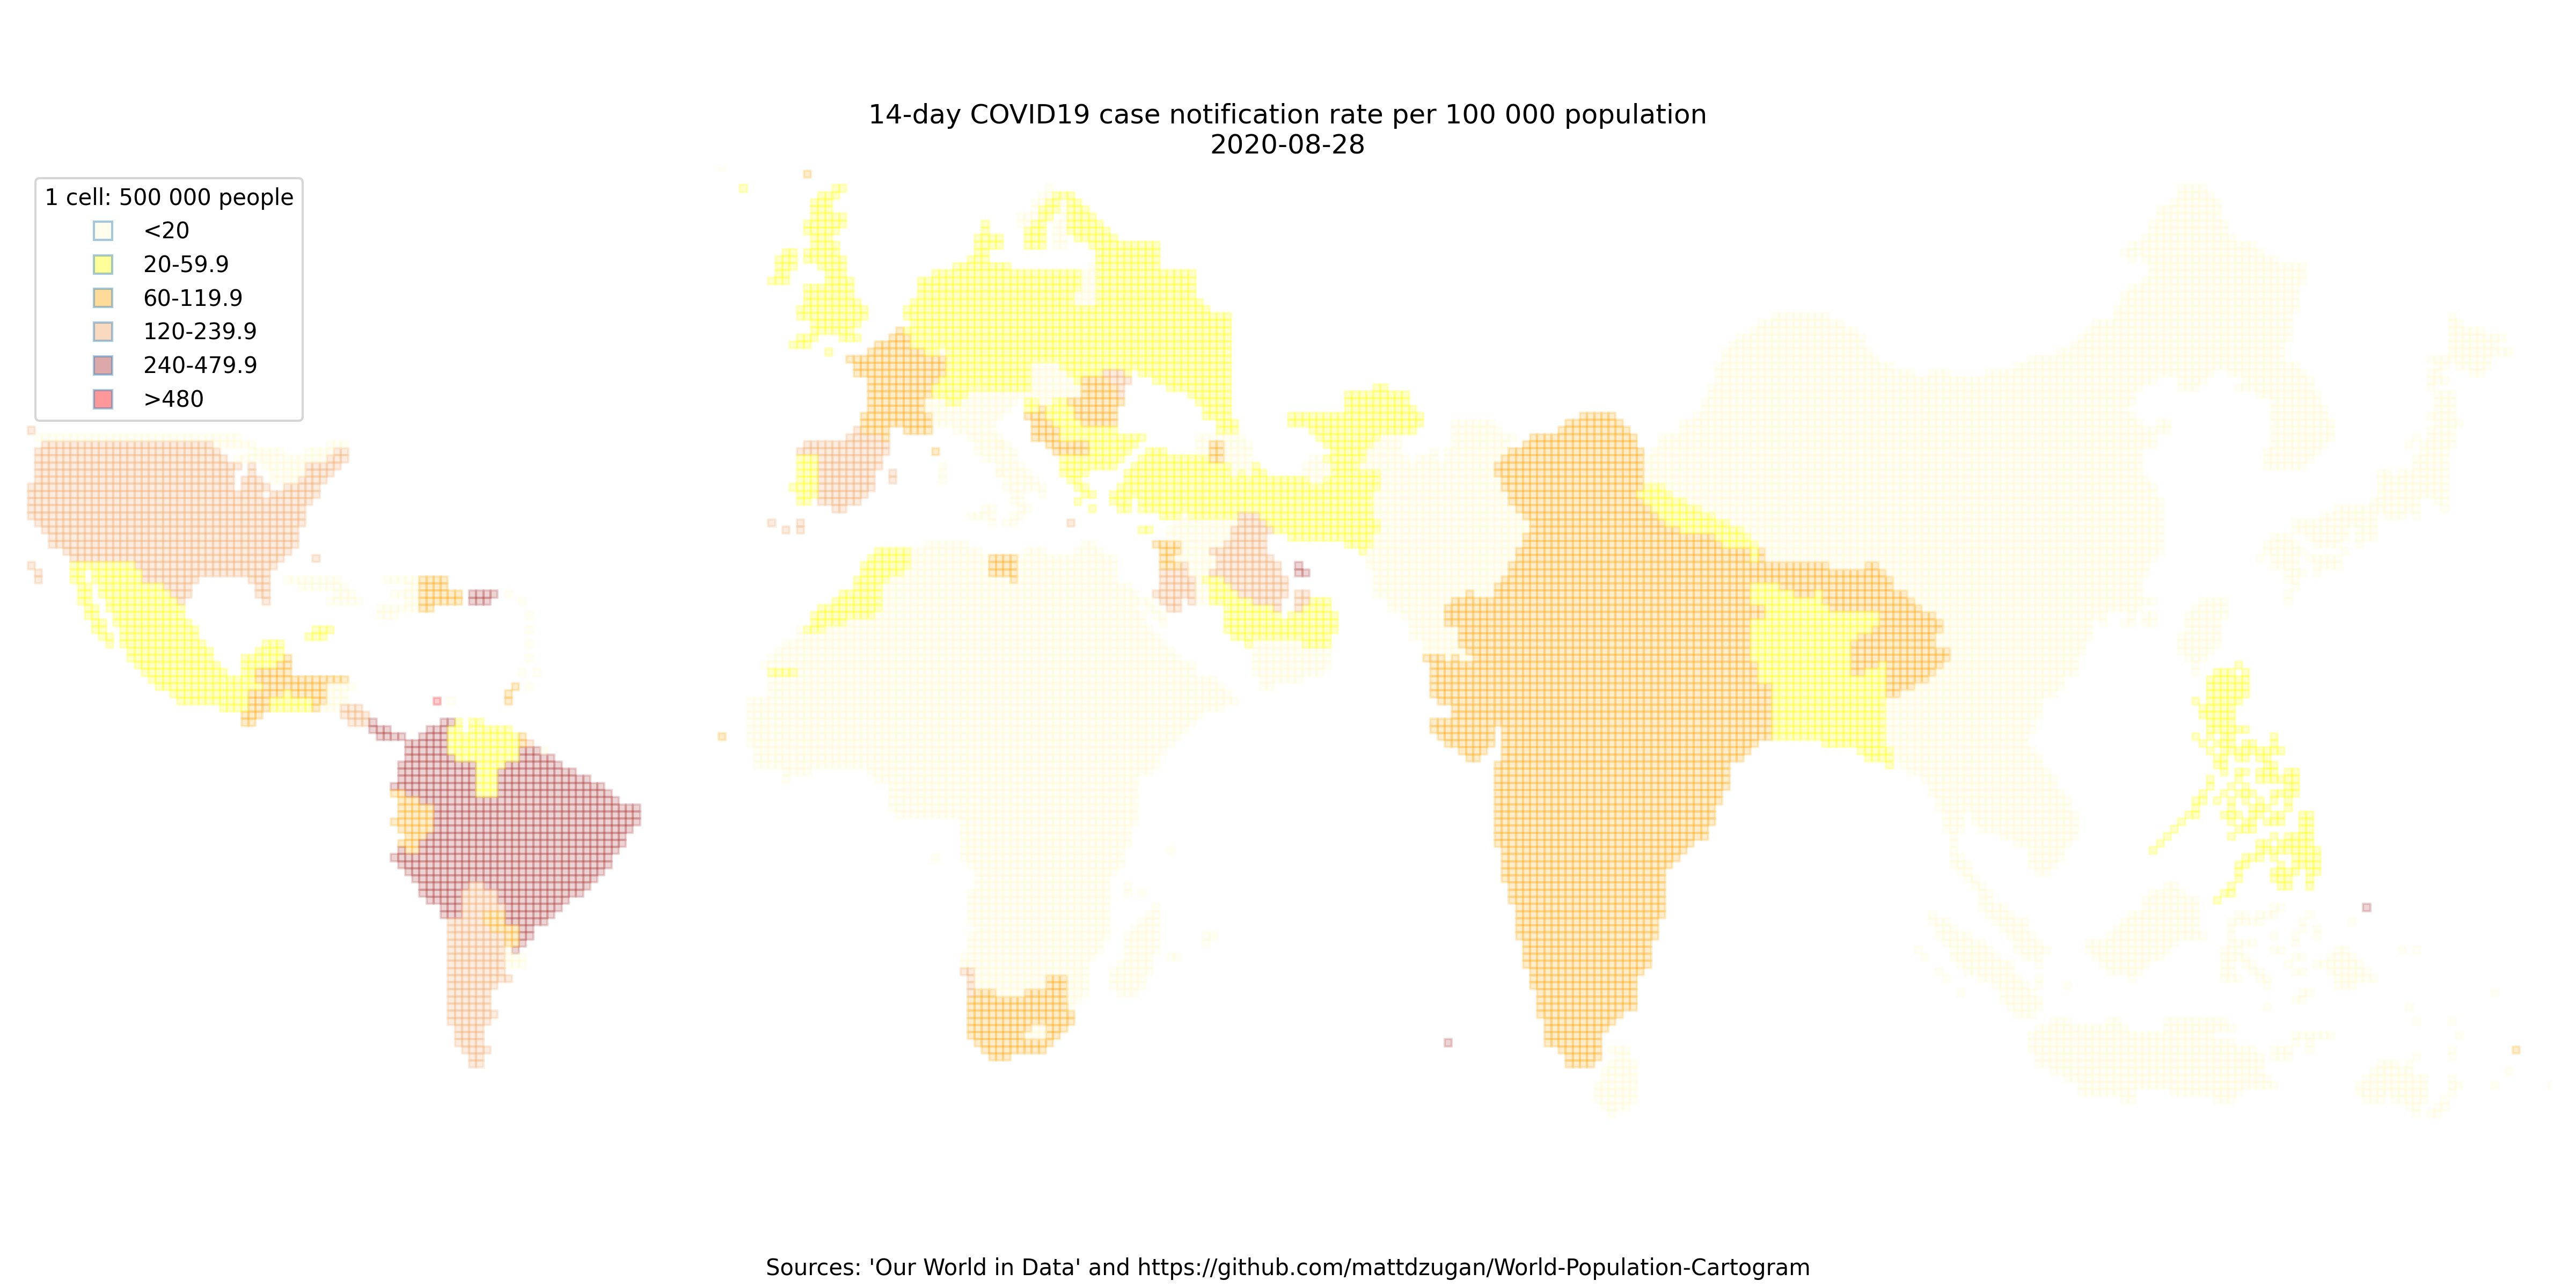 14-day COVID19 case notification rate per 100 000 population
2020-08-28
1 cell: 500 000 people
<20
20-59.9
60-119.9
120-239.9
240-479.9
>480
Sources: 'Our World in Data' and https://github.com/mattdzugan/World-Population-Cartogram